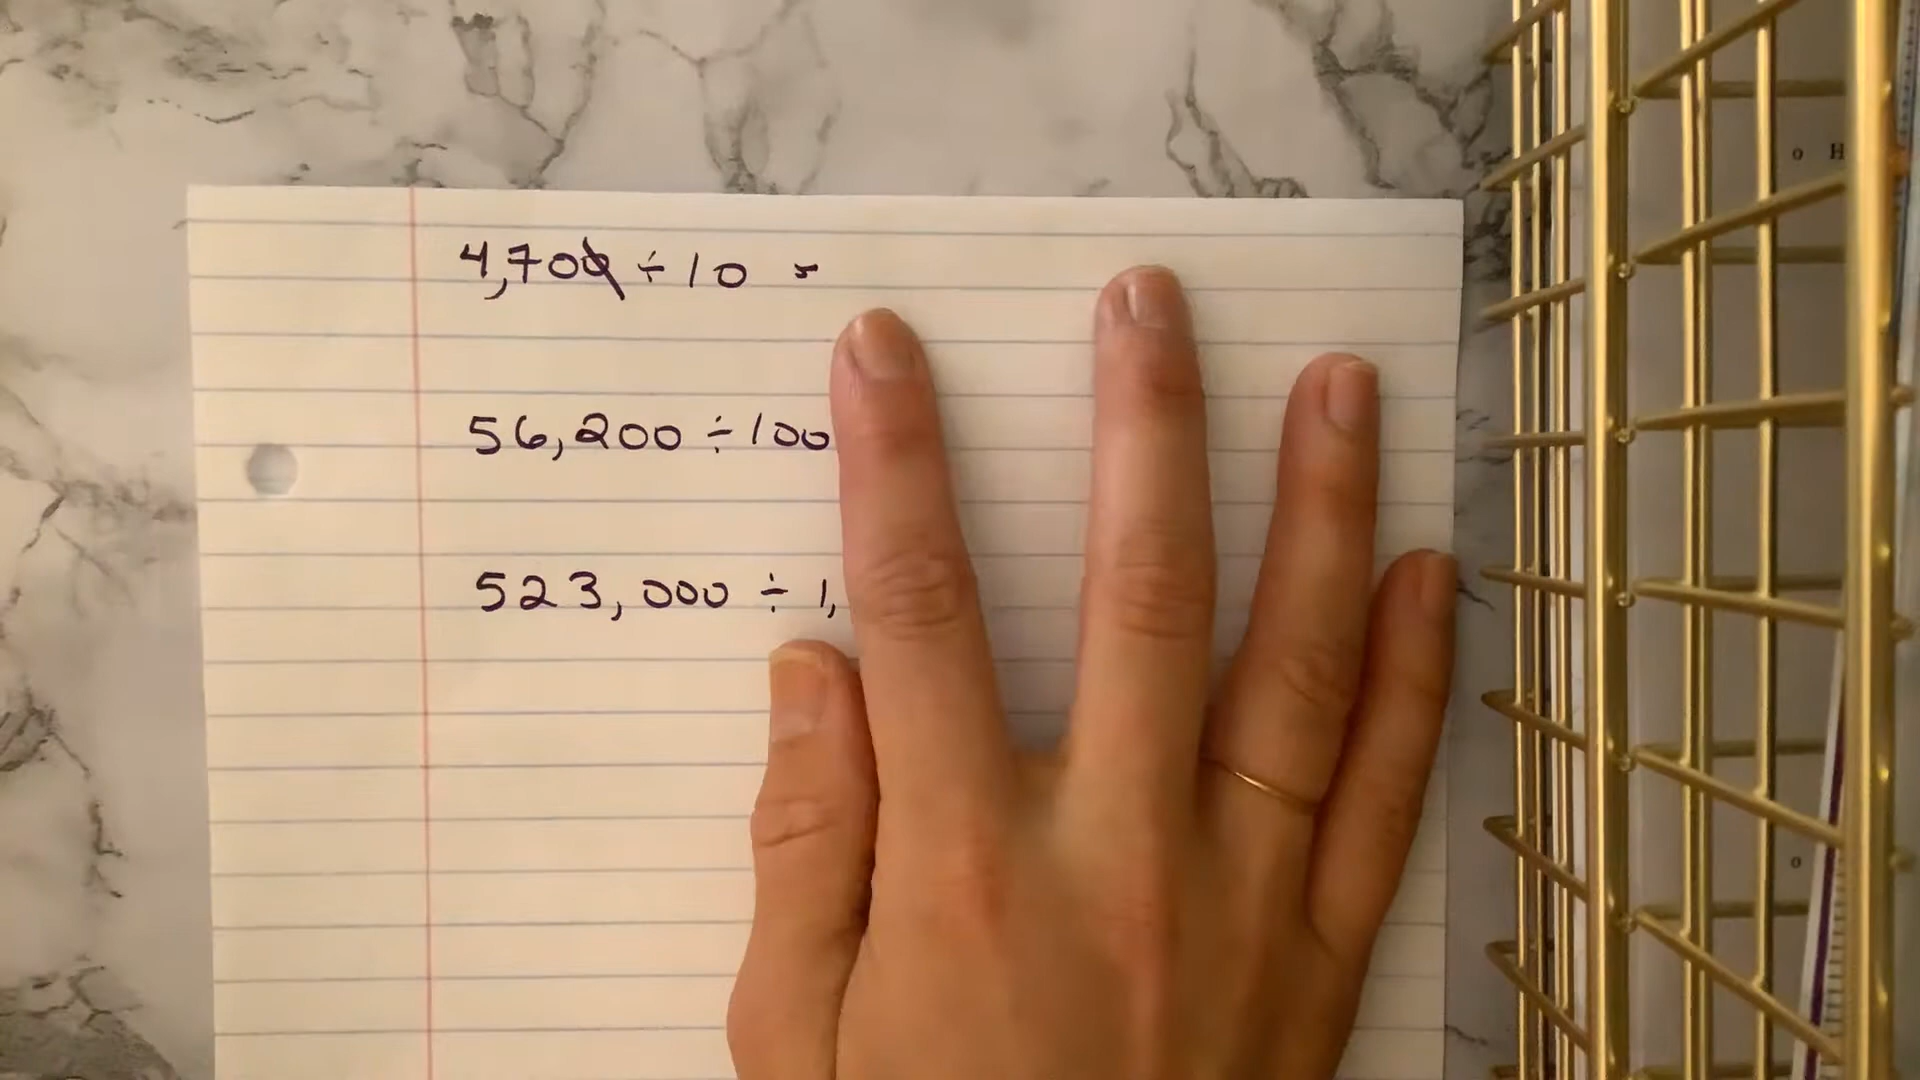 4,700 ÷ 10 =
56,200 ÷ 100
523,000 ÷ 1,
o H
o